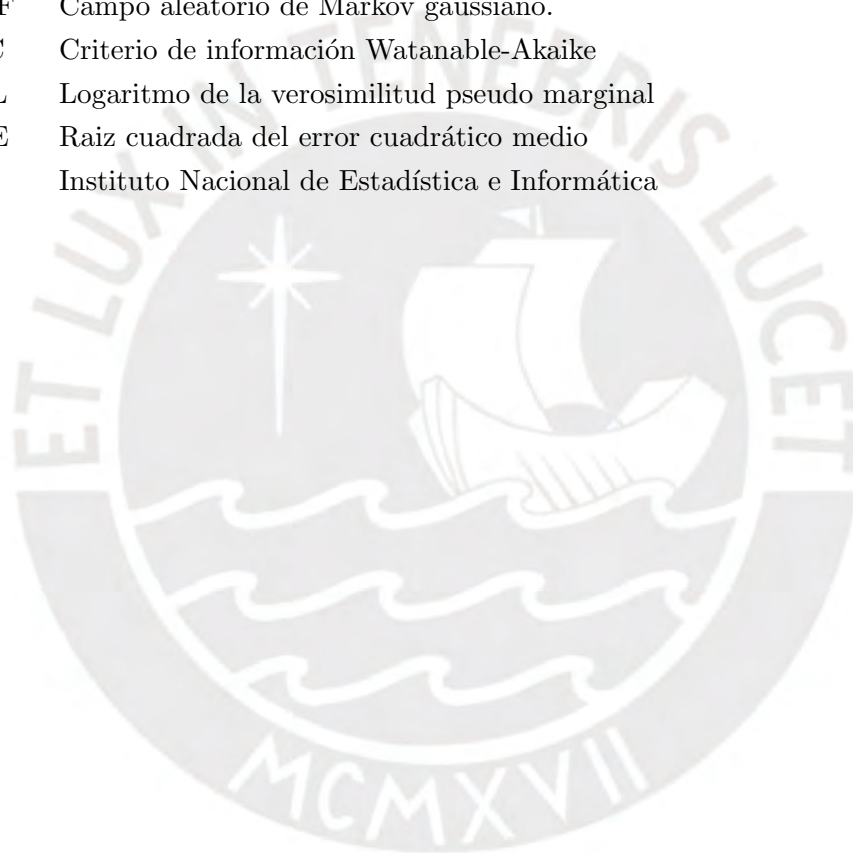 F Campo aleatorio de Markov gaussiano.
C Criterio de información Watanable-Akaike
L Logaritmo de la verosimilitud pseudo marginal
E Raiz cuadrada del error cuadrático medio
Instituto Nacional de Estadística e Informática
ET LUX IN TENEBRIS LUCET
MCMXVII